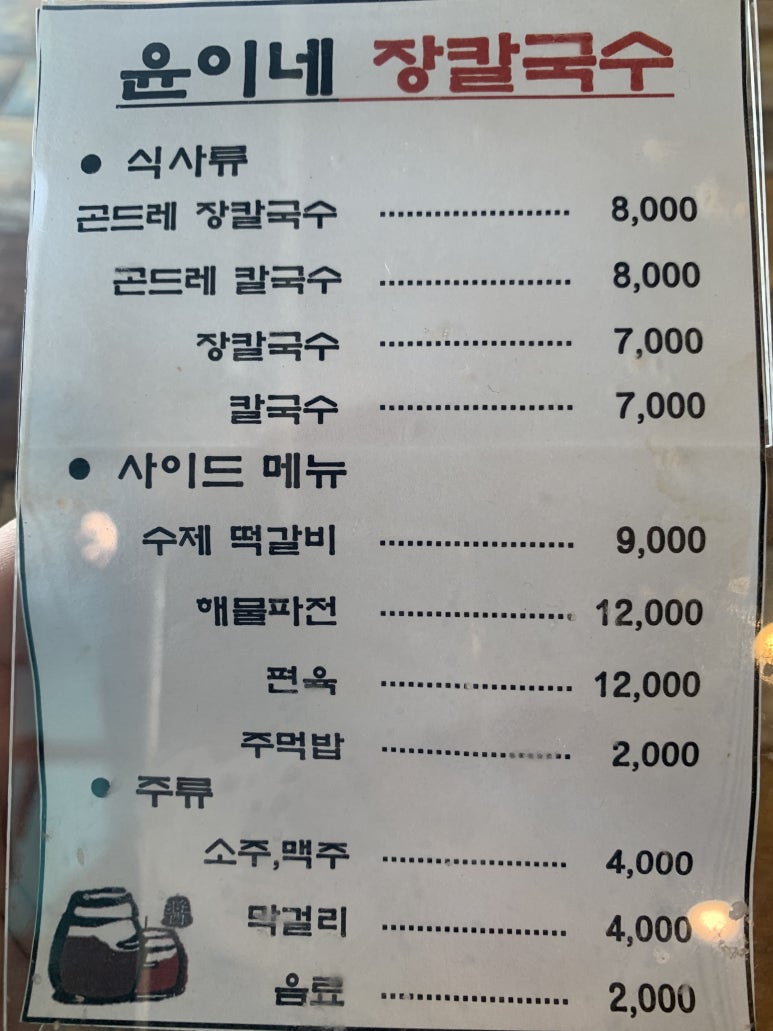 윤이네 장칼국수
● 식사류
곤드레 장칼국수 ........................ 8,000
곤드레 칼국수 ........................ 8,000
장칼국수 ........................ 7,000
칼국수 ........................ 7,000
● 사이드 메뉴
수제 떡갈비 ........................ 9,000
해물파전 ........................ 12,000
편육 ........................ 12,000
주먹밥 ........................ 2,000
● 주류
소주,맥주 ........................ 4,000
막걸리 ........................ 4,000
음료 ........................ 2,000